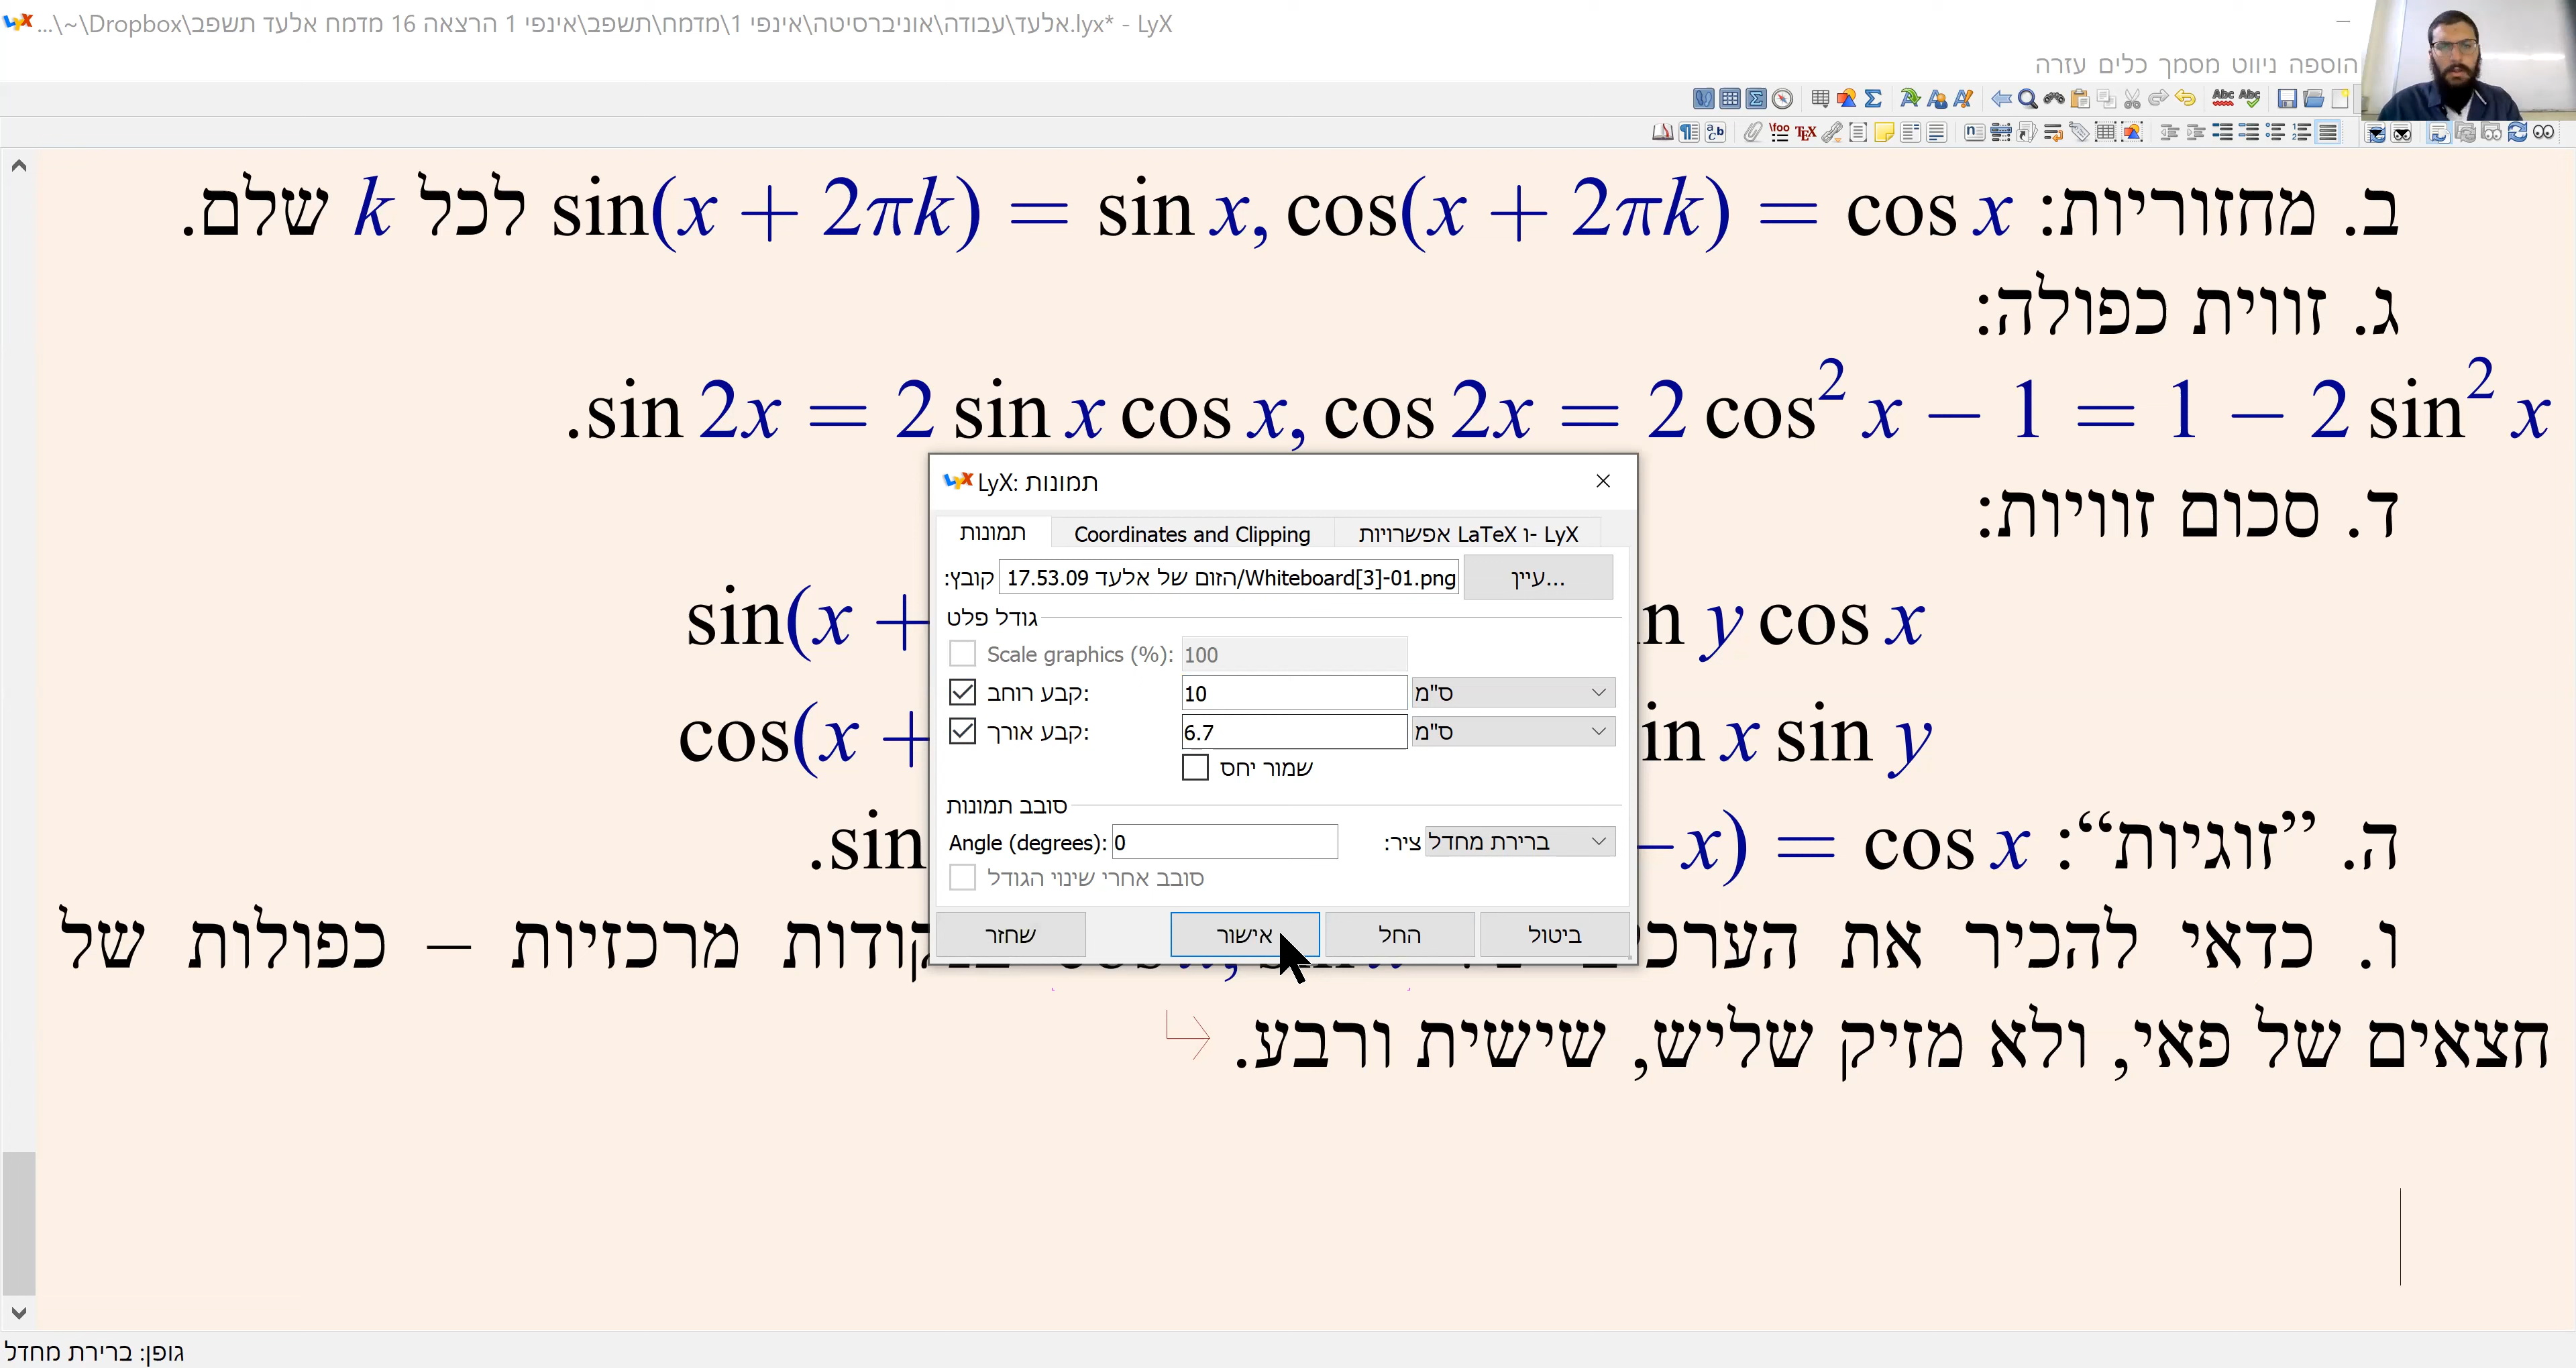 ...\~\Dropbox\אלעד\עבודה\אוניברסיטה\אינפי 1\מדמח\תשפב\אינפי 1 הרצאה 16 מדמח אלעד תשפב.lyx* - LyX
הוספה ניווט מסמך כלים עזרה
ב. מחזוריות: sin(x + 2πk) = sin x, cos(x + 2πk) = cos x לכל k שלם.
ג. זווית כפולה:
sin 2x = 2 sin x cos x, cos 2x = 2 cos² x − 1 = 1 − 2 sin² x.
ד. סכום זוויות:
sin(x + n y cos x
cos(x + in x sin y
ה. ”זוגיות“: −x) = cos x sin.
ו. כדאי להכיר את הערכ קודות מרכזיות – כפולות של
חצאים של פאי, ולא מזיק שליש, שישית ורבע.
LyX: תמונות
תמונות
Coordinates and Clipping
אפשרויות LaTeX ו- LyX
קובץ:
17.53.09 הזום של אלעד/Whiteboard[3]-01.png
עיין...
גודל פלט
Scale graphics (%): 100
קבע רוחב: 10 ס"מ
קבע אורך: 6.7 ס"מ
שמור יחס
סובב תמונות
Angle (degrees): 0
ציר: ברירת מחדל
סובב אחרי שינוי הגודל
שחזר
אישור
החל
ביטול
גופן: ברירת מחדל